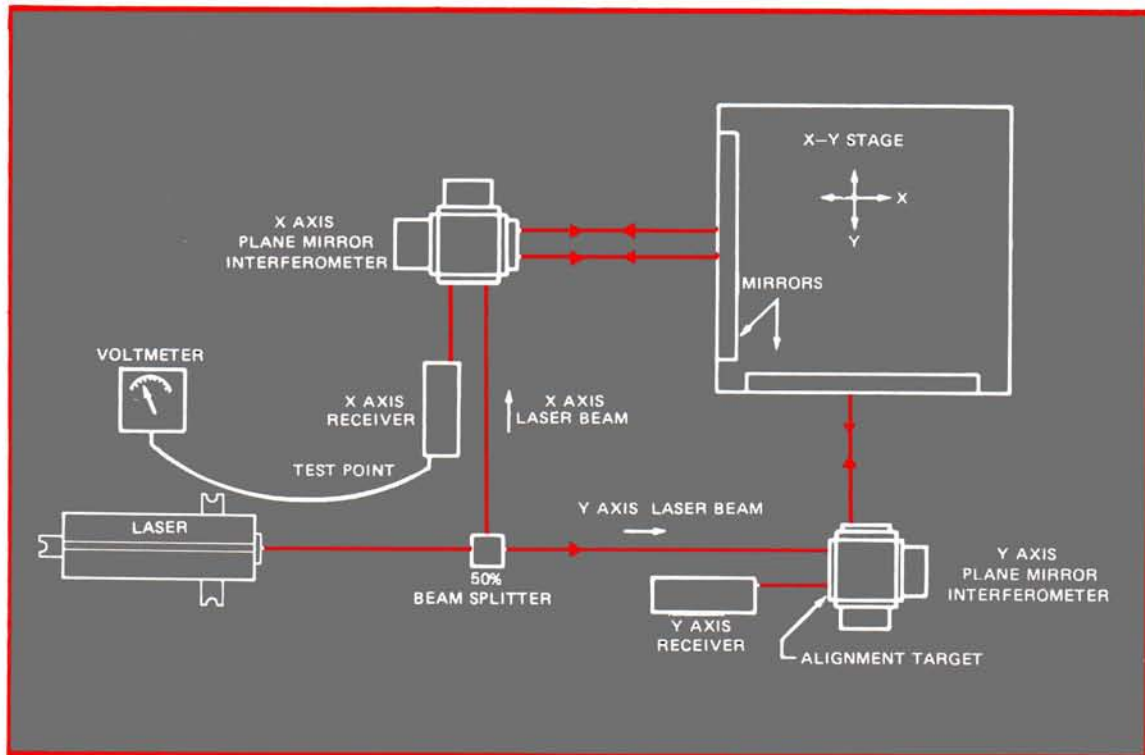 X–Y STAGE
X
Y
X AXIS
PLANE MIRROR
INTERFEROMETER
MIRRORS
VOLTMETER
X AXIS
RECEIVER
X AXIS
LASER BEAM
TEST POINT
LASER
Y AXIS LASER BEAM
50%
BEAM SPLITTER
Y AXIS
PLANE MIRROR
INTERFEROMETER
Y AXIS
RECEIVER
ALIGNMENT TARGET